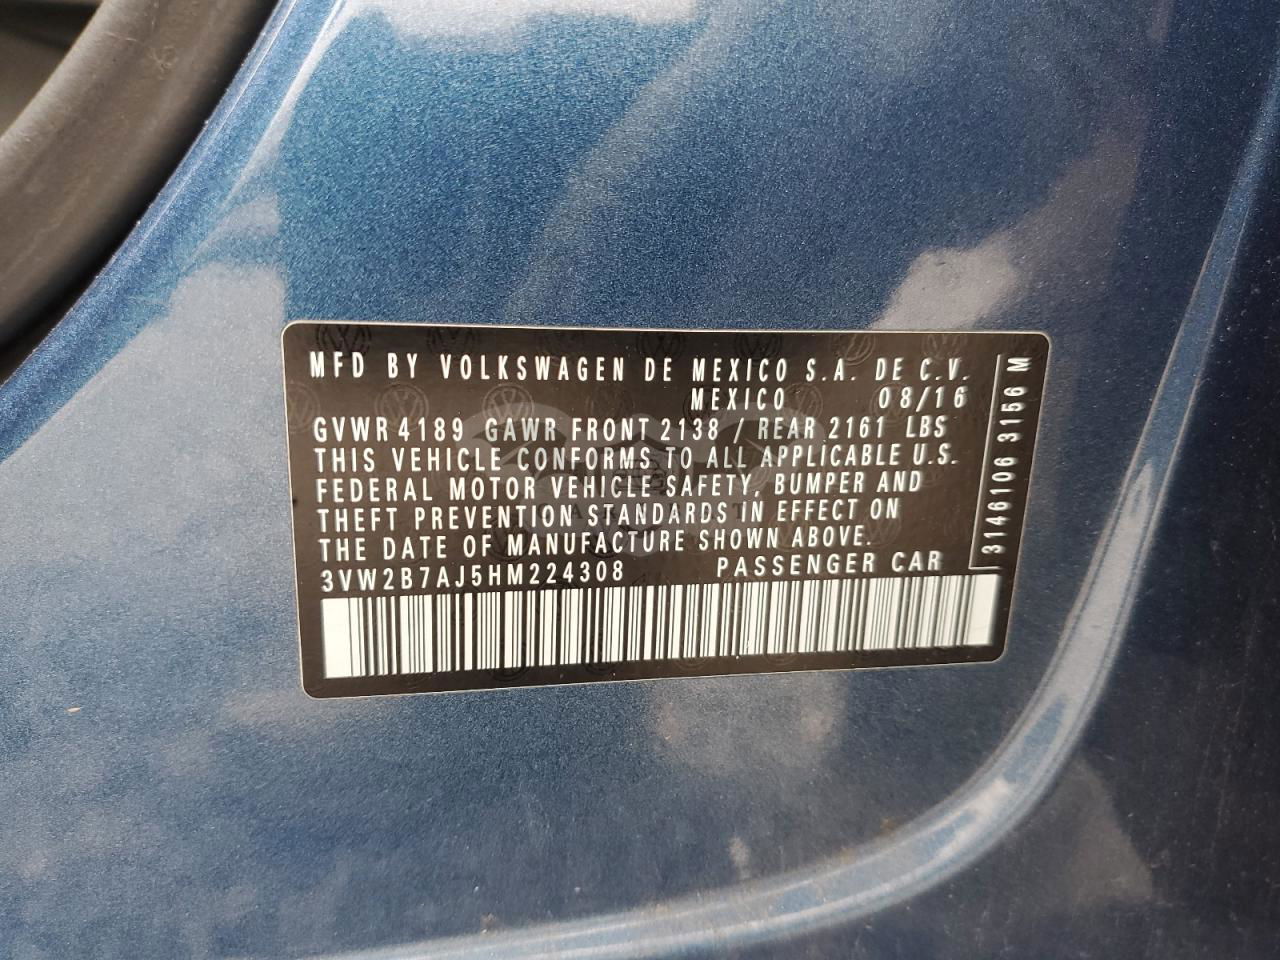 MFD BY VOLKSWAGEN DE MEXICO S.A. DE C.V.
MEXICO 08/16
GVWR 4189 GAWR FRONT 2138 / REAR 2161 LBS
THIS VEHICLE CONFORMS TO ALL APPLICABLE U.S.
FEDERAL MOTOR VEHICLE SAFETY, BUMPER AND
THEFT PREVENTION STANDARDS IN EFFECT ON
THE DATE OF MANUFACTURE SHOWN ABOVE.
3VW2B7AJ5HM224308 PASSENGER CAR
3146106 3156 M